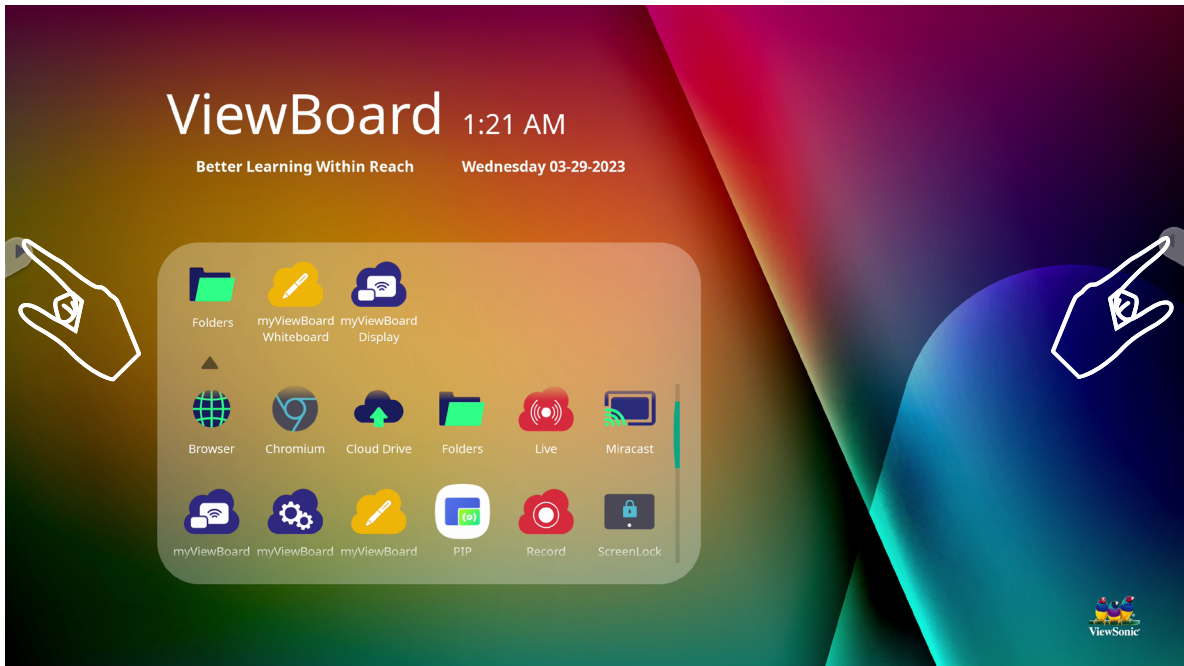 ViewBoard 1:21 AM
Better Learning Within Reach Wednesday 03-29-2023
Folders myViewBoard Whiteboard myViewBoard Display
Browser Chromium Cloud Drive Folders Live Miracast
myViewBoard myViewBoard myViewBoard PIP Record ScreenLock
ViewSonic